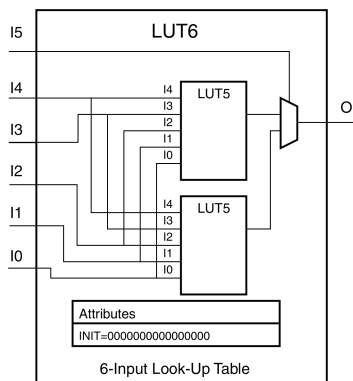 LUT6
I5
I4
I3
I2
I1
I0
LUT5
I4
I3
I2
I1
I0
LUT5
I4
I3
I2
I1
I0
O
Attributes
INIT=0000000000000000
6-Input Look-Up Table